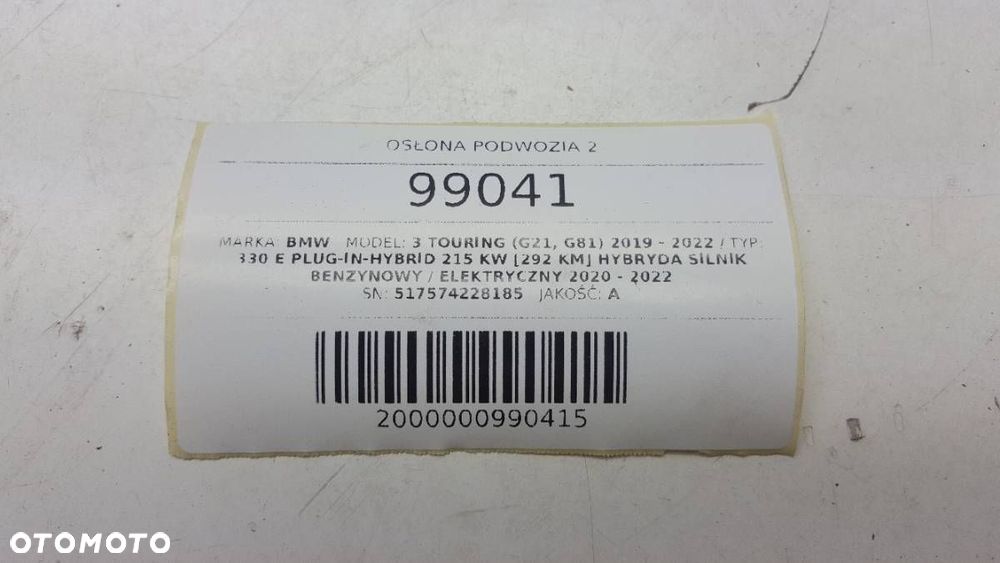 OSŁONA PODWOZIA 2
99041
MARKA: BMW MODEL: 3 TOURING (G21, G81) 2019 - 2022 / TYP:
330 E PLUG-IN-HYBRID 215 KW [292 KM] HYBRYDA SILNIK
BENZYNOWY / ELEKTRYCZNY 2020 - 2022
SN: 517574228185 JAKOŚĆ: A
2000000990415
OTOMOTO